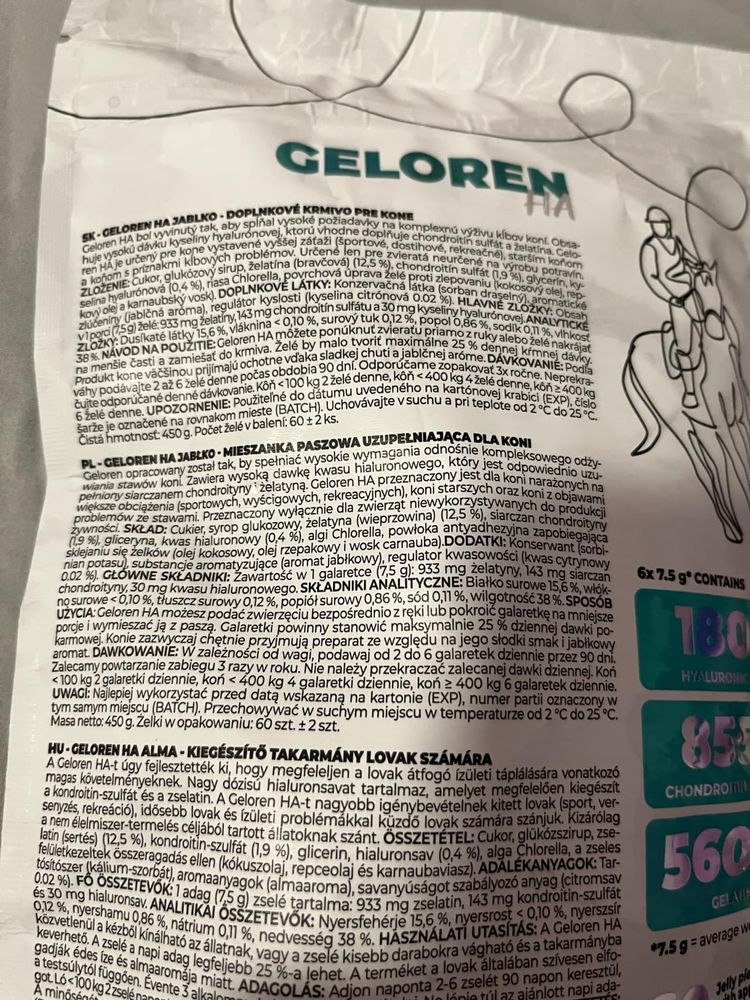 GELOREN
HA
SK - GELOREN HA JABLKO - DOPLNKOVÉ KRMIVO PRE KONE
Geloren HA bol vyvinutý tak, aby spĺňal vysoké požiadavky na komplexnú výživu kĺbov koní. Obsa-
huje vysokú dávku kyseliny hyalurónovej, ktorú vhodne doplňuje chondroitín sulfát a želatína. Gelo-
ren HA je určený pre kone vystavené vyššej záťaži (športové, dostihové, rekreačné), starším koňom
a koňom s príznakmi kĺbových problémov. Určené len pre zvieratá neurčené na výrobu potravín.
ZLOŽENIE: Cukor, glukózový sirup, želatína (bravčová) (12,5 %), chondroitín sulfát (1,9 %), glycerín, ky-
selina hyalurónová (0,4 %), riasa Chlorella, povrchová úprava želé proti zlepovaniu (kokosový olej, rep-
kový olej a karnaubský vosk). DOPLNKOVÉ LÁTKY: Konzervačná látka (sorban draselný), aromatické
zlúčeniny (jablčná aróma), regulátor kyslosti (kyselina citrónová 0.02 %). HLAVNÉ ZLOŽKY: Obsah
v 1 porcii (7,5 g) želé: 933 mg želatíny, 143 mg chondroitín sulfátu a 30 mg kyseliny hyalurónovej. ANALYTICKÉ
ZLOŽKY: Dusíkaté látky 15,6 %, vláknina < 0,10 %, surový tuk 0,12 %, popol 0,86 %, sodík 0,11 %, vlhkosť
38 %. NÁVOD NA POUŽITIE: Geloren HA môžete ponúknuť zvieraťu priamo z ruky alebo želé nakrájať
na menšie časti a zamiešať do krmiva. Želé by malo tvoriť maximálne 25 % dennej kŕmnej dávky.
Produkt kone väčšinou prijímajú ochotne vďaka sladkej chuti a jablčnej aróme. DÁVKOVANIE: Podľa
váhy podávajte 2 až 6 želé denne počas obdobia 90 dní. Odporúčame zopakovať 3x ročne. Neprekra-
čujte odporúčané denné dávkovanie. Kôň < 100 kg 2 želé denne, kôň < 400 kg 4 želé denne, kôň ≥ 400 kg
6 želé denne. UPOZORNENIE: Použiteľné do dátumu uvedeného na kartónovej krabici (EXP), číslo
šarže je označené na rovnakom mieste (BATCH). Uchovávajte v suchu a pri teplote od 2 °C do 25 °C.
Čistá hmotnosť: 450 g. Počet želé v balení: 60 ± 2 ks.
PL - GELOREN HA JABŁKO - MIESZANKA PASZOWA UZUPEŁNIAJĄCA DLA KONI
Geloren opracowany został tak, by spełniać wysokie wymagania odnośnie kompleksowego odży-
wiania stawów koni. Zawiera wysoką dawkę kwasu hialuronowego, który jest odpowiednio uzu-
pełniony siarczanem chondroityny i żelatyną. Geloren HA przeznaczony jest dla koni narażonych na
większe obciążenia (sportowych, wyścigowych, rekreacyjnych), koni starszych oraz koni z objawami
problemów ze stawami. Przeznaczony wyłącznie dla zwierząt niewykorzystywanych do produkcji
żywności. SKŁAD: Cukier, syrop glukozowy, żelatyna (wieprzowina) (12,5 %), siarczan chondroityny
(1,9 %), gliceryna, kwas hialuronowy (0,4 %), algi Chlorella, powłoka antyadhezyjna zapobiegająca
sklejaniu się żelków (olej kokosowy, olej rzepakowy i wosk carnauba).DODATKI: Konserwant (sorbi-
nian potasu), substancje aromatyzujące (aromat jabłkowy), regulator kwasowości (kwas cytrynowy
0.02 %). GŁÓWNE SKŁADNIKI: Zawartość w 1 galaretce (7,5 g): 933 mg żelatyny, 143 mg siarczan
chondroityny, 30 mg kwasu hialuronowego. SKŁADNIKI ANALITYCZNE: Białko surowe 15,6 %, włók-
no surowe < 0,10 %, tłuszcz surowy 0,12 %, popiół surowy 0,86 %, sód 0,11 %, wilgotność 38 %. SPOSÓB
UŻYCIA: Geloren HA możesz podać zwierzęciu bezpośrednio z ręki lub pokroić galaretkę na mniejsze
porcje i wymieszać ją z paszą. Galaretki powinny stanowić maksymalnie 25 % dziennej dawki po-
karmowej. Konie zazwyczaj chętnie przyjmują preparat ze względu na jego słodki smak i jabłkowy
aromat. DAWKOWANIE: W zależności od wagi, podawaj od 2 do 6 galaretek dziennie przez 90 dni.
Zalecamy powtarzanie zabiegu 3 razy w roku. Nie należy przekraczać zalecanej dawki dziennej. Koń
< 100 kg 2 galaretki dziennie, koń < 400 kg 4 galaretki dziennie, koń ≥ 400 kg 6 galaretek dziennie.
UWAGI: Najlepiej wykorzystać przed datą wskazaną na kartonie (EXP), numer partii oznaczony w
tym samym miejscu (BATCH). Przechowywać w suchym miejscu w temperaturze od 2 °C do 25 °C.
Masa netto: 450 g. Żelki w opakowaniu: 60 szt. ± 2 szt.
HU - GELOREN HA ALMA - KIEGÉSZÍTŐ TAKARMÁNY LOVAK SZÁMÁRA
A Geloren HA-t úgy fejlesztették ki, hogy megfeleljen a lovak átfogó ízületi táplálására vonatkozó
magas követelményeknek. Nagy dózisú hialuronsavat tartalmaz, amelyet megfelelően kiegészít
a kondroitin-szulfát és a zselatin. A Geloren HA-t nagyobb igénybevételnek kitett lovak (sport, ver-
senyzés, rekreáció), idősebb lovak és ízületi problémákkal küzdő lovak számára szánjuk. Kizárólag
a nem élelmiszer-termelés céljából tartott állatoknak szánt. ÖSSZETÉTEL: Cukor, glükózszirup, zse-
latin (sertés) (12,5 %), kondroitin-szulfát (1,9 %), glicerin, hialuronsav (0,4 %), alga Chlorella, a zselés
felületkezeltek összeragadás ellen (kókuszolaj, repceolaj és karnaubaviasz). ADALÉKANYAGOK: Tar-
tósítószer (kálium-szorbát), aromaanyagok (almaaroma), savanyúságot szabályozó anyag (citromsav
0.02 %). FŐ ÖSSZETEVŐK: 1 adag (7,5 g) zselé tartalma: 933 mg zselatin, 143 mg kondroitin-szulfát
és 30 mg hialuronsav. ANALITIKAI ÖSSZETEVŐK: Nyersfehérje 15,6 %, nyersrost < 0,10 %, nyerszsír
0,12 %, nyershamu 0,86 %, nátrium 0,11 %, nedvesség 38 %. HASZNÁLATI UTASÍTÁS: A Geloren HA
közvetlenül a kézből kínálható az állatnak, vagy a zselé kisebb darabokra vágható és a takarmányba
keverhető. A zselé a napi adag legfeljebb 25 %-a lehet. A terméket a lovak általában szívesen elfo-
gadják édes íze és almaaromája miatt. ADAGOLÁS: Adjon naponta 2-6 zselét 90 napon keresztül,
a testsúlytól függően. Évente 3 alkalom
túl az ajánlott napi ada-
got. Ló < 100 kg 2 zselé
A minőségét
6x 7.5 g* CONTAINS
180
HYALURONIC
855
CHONDROITIN
560
GELATIN
*7.5 g = average we
Jelly pie